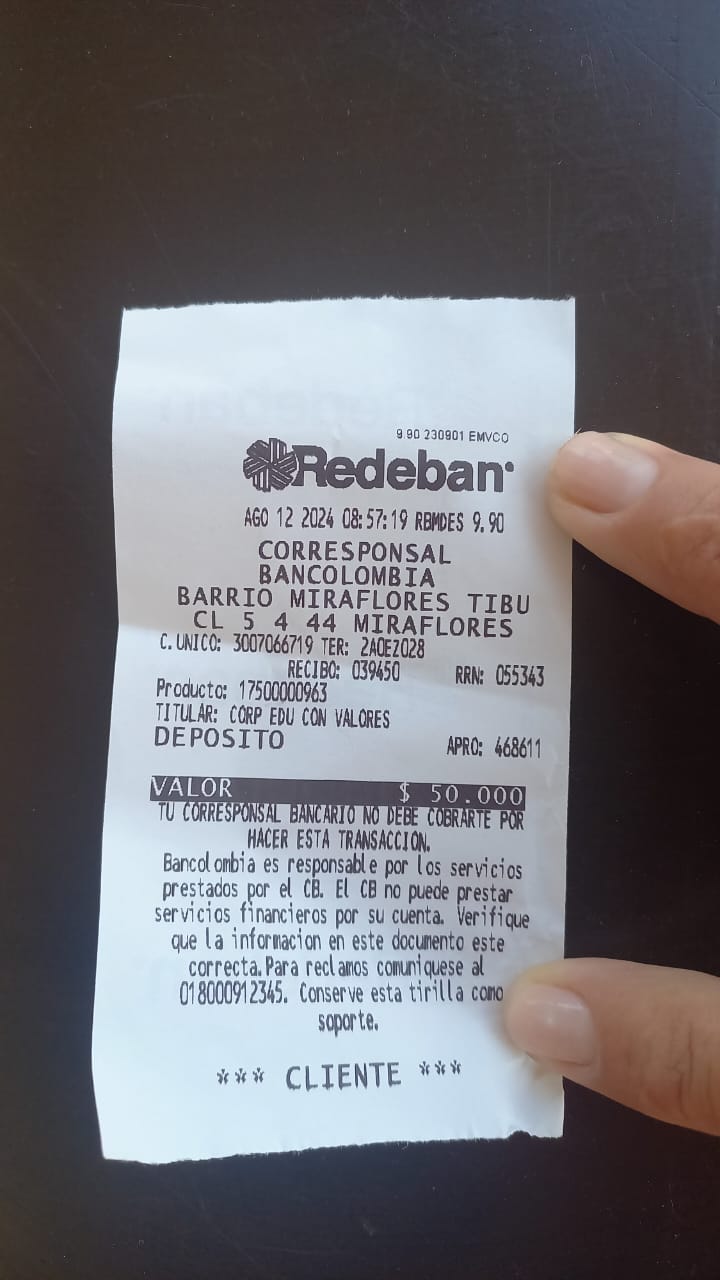 9.90 230901 EMVCO
Redeban
AGO 12 2024 08:57:19 RBMDES 9.90
CORRESPONSAL
BANCOLOMBIA
BARRIO MIRAFLORES TIBU
CL 5 4 44 MIRAFLORES
C.UNICO: 3007066719 TER: 2AOEZ028
RECIBO: 039450 RRN: 055343
Producto: 17500000963
TITULAR: CORP EDU CON VALORES
DEPOSITO APRO: 468611
VALOR $ 50.000
TU CORRESPONSAL BANCARIO NO DEBE COBRARTE POR
HACER ESTA TRANSACCION.
Bancolombia es responsable por los servicios
prestados por el CB. El CB no puede prestar
servicios financieros por su cuenta. Verifique
que la informacion en este documento este
correcta.Para reclamos comuniquese al
018000912345. Conserve esta tirilla como
soporte.
*** CLIENTE ***